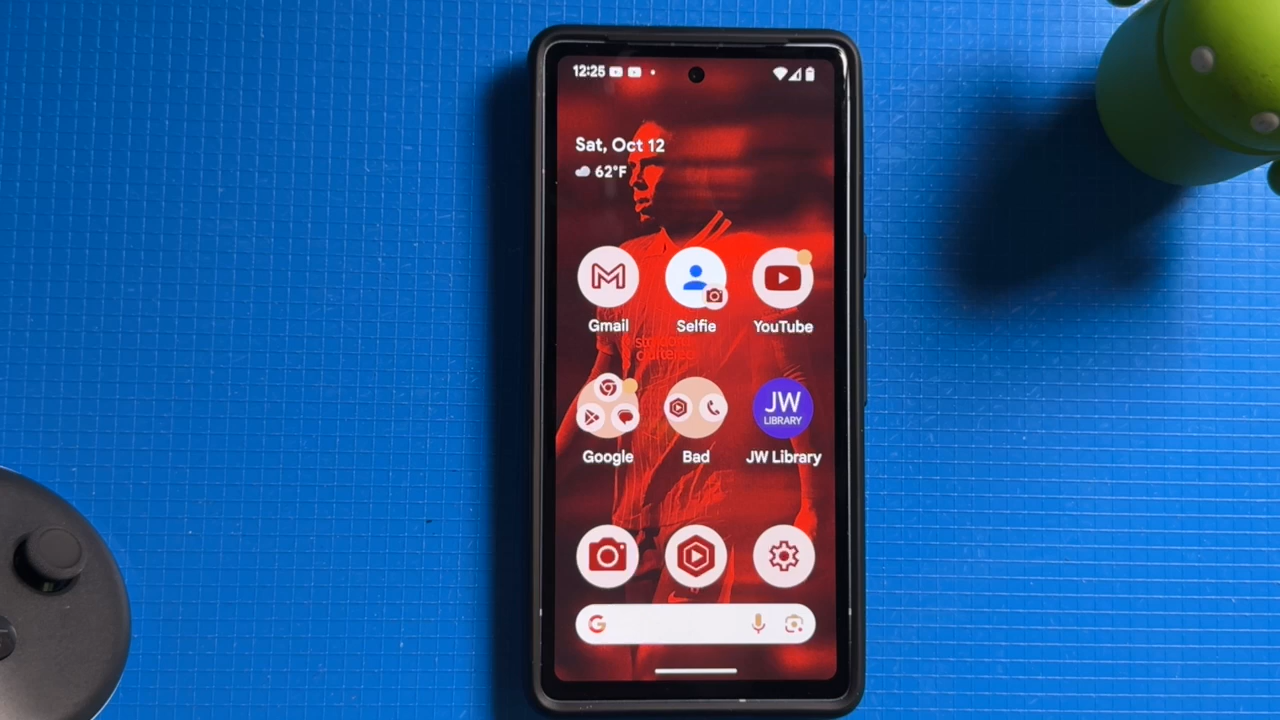 12:25
Sat, Oct 12
62°F
Gmail
Selfie
YouTube
Google
Bad
JW
LIBRARY
JW Library